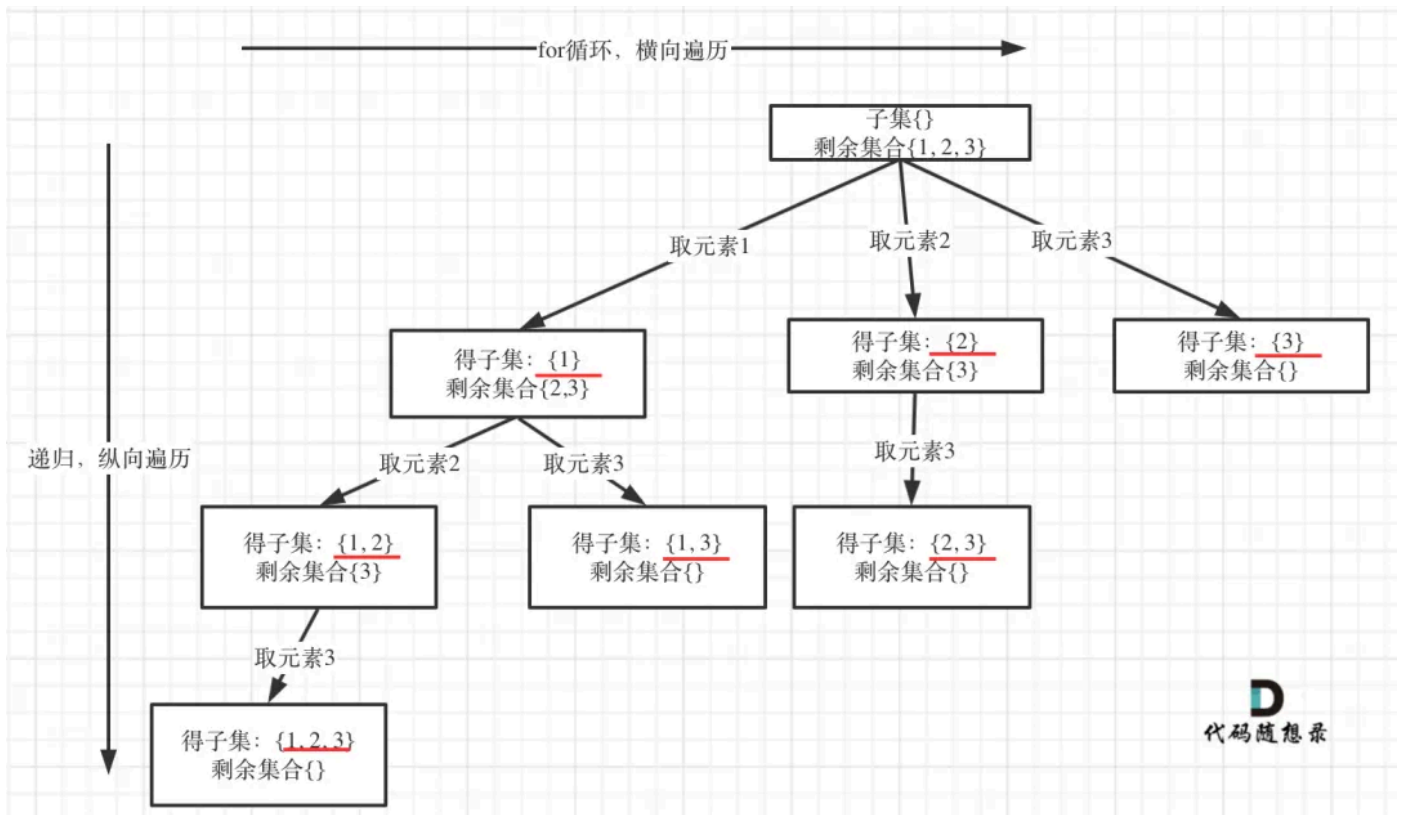 for循环，横向遍历
子集{}
剩余集合{1, 2, 3}
取元素1
取元素2
取元素3
得子集：{1}
剩余集合{2,3}
得子集：{2}
剩余集合{3}
得子集：{3}
剩余集合{}
递归，纵向遍历
取元素2
取元素3
取元素3
得子集：{1, 2}
剩余集合{3}
得子集：{1, 3}
剩余集合{}
得子集：{2, 3}
剩余集合{}
取元素3
得子集：{1, 2, 3}
剩余集合{}
代码随想录